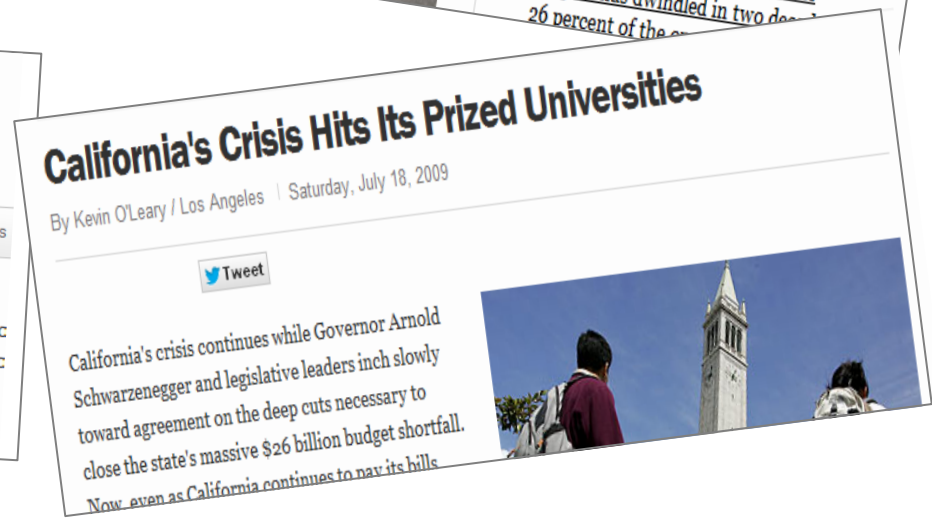 dwindled in two
26 percent of the
California's Crisis Hits Its Prized Universities
By Kevin O'Leary / Los Angeles | Saturday, July 18, 2009
Tweet
California's crisis continues while Governor Arnold
Schwarzenegger and legislative leaders inch slowly
toward agreement on the deep cuts necessary to
close the state's massive $26 billion budget shortfall.
Now, even as California continues to pay its bills